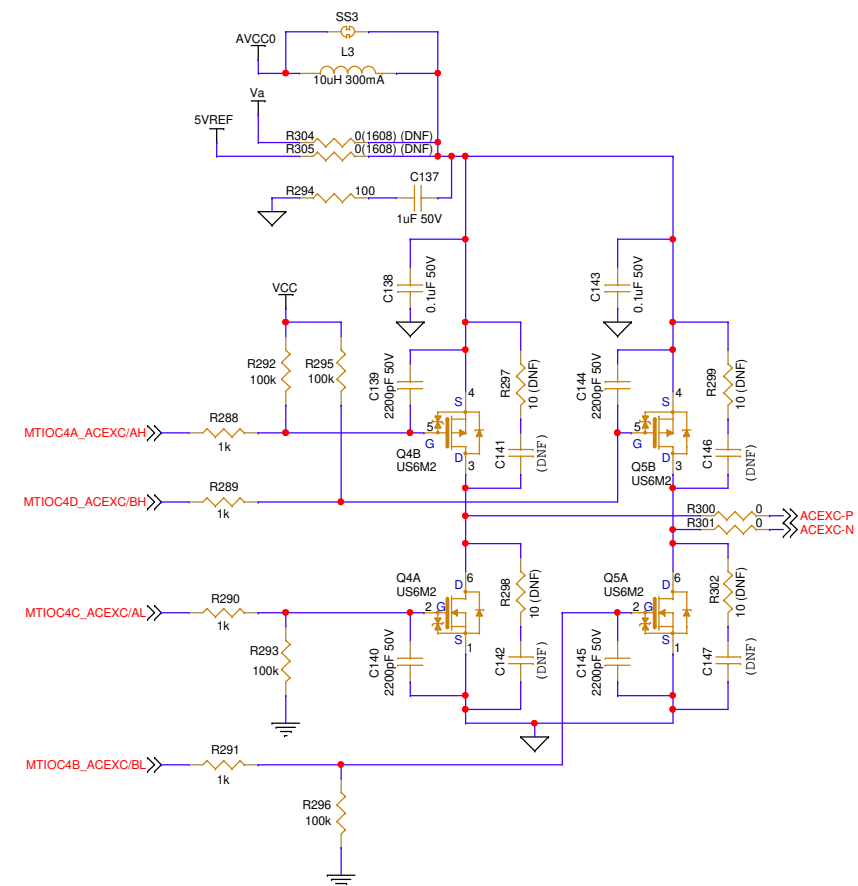 SS3
AVCC0
L3
10uH 300mA
Va
5VREF
R304 0(1608) (DNF)
R305 0(1608) (DNF)
C137
R294 100
1uF 50V
C138
0.1uF 50V
C143
0.1uF 50V
VCC
R292
100k
R295
100k
C139
2200pF 50V
R297
10 (DNF)
C144
2200pF 50V
R299
10 (DNF)
S 4
5
G
D
3
S 4
5
G
D
3
MTIOC4A_ACEXC/AH
R288
1k
Q4B
US6M2
C141
(DNF)
Q5B
US6M2
C146
(DNF)
MTIOC4D_ACEXC/BH
R289
1k
R300 0
ACEXC-P
R301 0
ACEXC-N
Q4A
US6M2
D 6
2 G
S
1
R298
10 (DNF)
Q5A
US6M2
D 6
2 G
S
1
R302
10 (DNF)
MTIOC4C_ACEXC/AL
R290
1k
R293
100k
C140
2200pF 50V
C142
(DNF)
C145
2200pF 50V
C147
(DNF)
MTIOC4B_ACEXC/BL
R291
1k
R296
100k